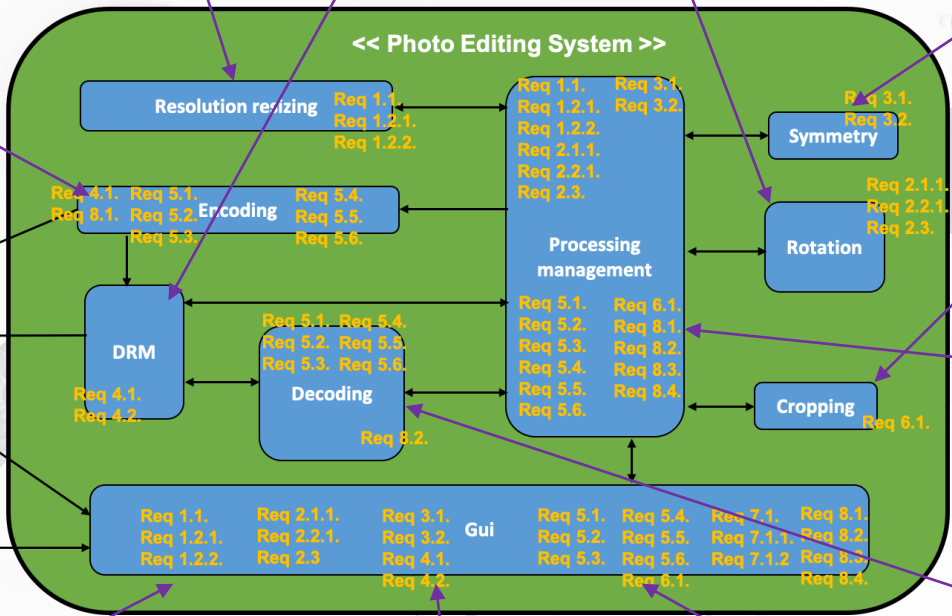 << Photo Editing System >>
Resolution resizing
Req 1.1.
Req 1.2.1.
Req 1.2.2.
Req 1.1.
Req 1.2.1.
Req 1.2.2.
Req 2.1.1.
Req 2.2.1.
Req 2.3.
Req 3.1.
Req 3.2.
Processing
management
Req 5.1.
Req 5.2.
Req 5.3.
Req 5.4.
Req 5.5.
Req 5.6.
Req 6.1.
Req 8.1.
Req 8.2.
Req 8.3.
Req 8.4.
Req 3.1.
Req 3.2.
Symmetry
Req 4.1.
Req 8.1.
Req 5.1.
Req 5.2.
Req 5.3.
Encoding
Req 5.4.
Req 5.5.
Req 5.6.
Req 2.1.1.
Req 2.2.1.
Req 2.3.
Rotation
DRM
Req 4.1.
Req 4.2.
Req 5.1.
Req 5.2.
Req 5.3.
Req 5.4.
Req 5.5.
Req 5.6.
Decoding
Req 8.2.
Cropping
Req 6.1.
Req 1.1.
Req 1.2.1.
Req 1.2.2.
Req 2.1.1.
Req 2.2.1.
Req 2.3
Req 3.1.
Req 3.2.
Req 4.1.
Req 4.2.
Gui
Req 5.1.
Req 5.2.
Req 5.3.
Req 5.4.
Req 5.5.
Req 5.6.
Req 6.1.
Req 7.1.
Req 7.1.1.
Req 7.1.2
Req 8.1.
Req 8.2.
Req 8.3.
Req 8.4.